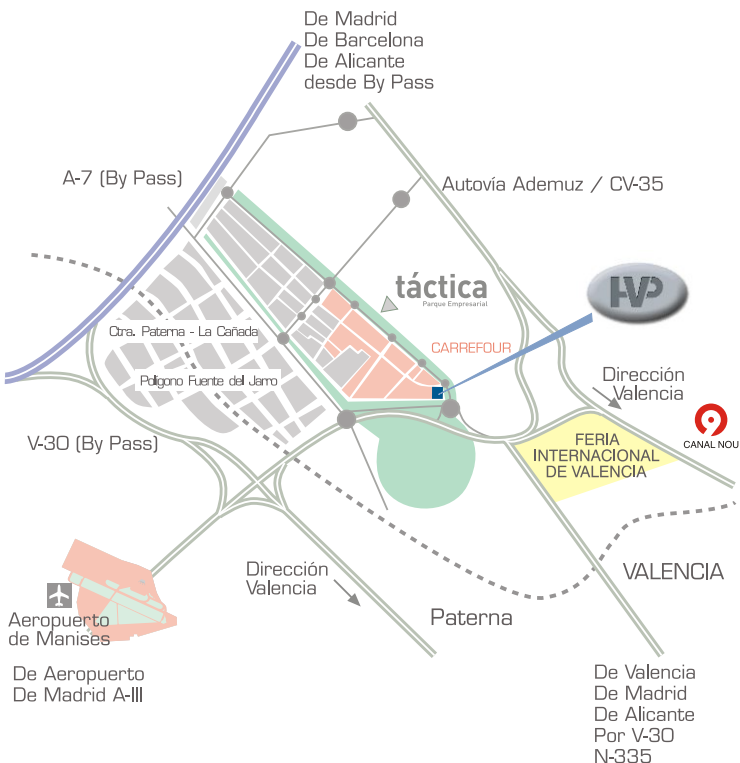 De Madrid
De Barcelona
De Alicante
desde By Pass
A-7 (By Pass)
Autovía Ademuz / CV-35
táctica
Parque Empresarial
HVP
Ctra. Paterna - La Cañada
CARREFOUR
Polígono Fuente del Jarro
Dirección
Valencia
V-30 (By Pass)
FERIA
INTERNACIONAL
DE VALENCIA
CANAL NOU
Dirección
Valencia
VALENCIA
Aeropuerto
de Manises
Paterna
De Aeropuerto
De Madrid A-III
De Valencia
De Madrid
De Alicante
Por V-30
N-335